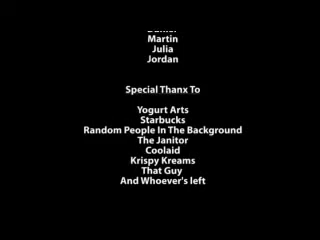 Martin
Julia
Jordan
Special Thanx To
Yogurt Arts
Starbucks
Random People In The Background
The Janitor
Coolaid
Krispy Kreams
That Guy
And Whoever's left